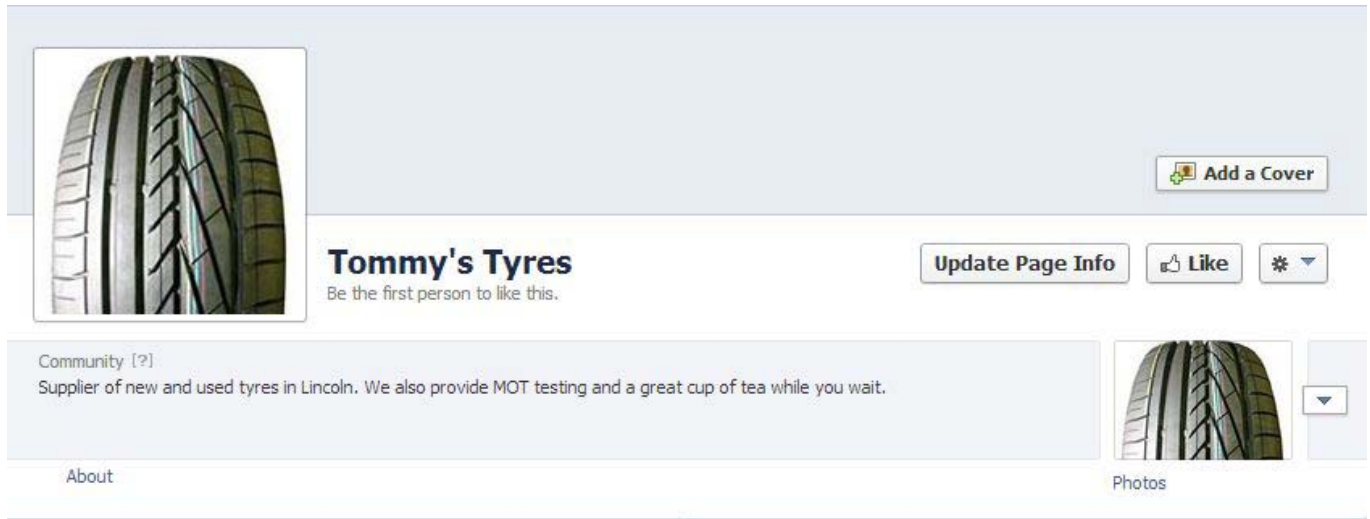 Add a Cover
Tommy's Tyres
Be the first person to like this.
Update Page Info
Like
Community [?]
Supplier of new and used tyres in Lincoln. We also provide MOT testing and a great cup of tea while you wait.
About
Photos